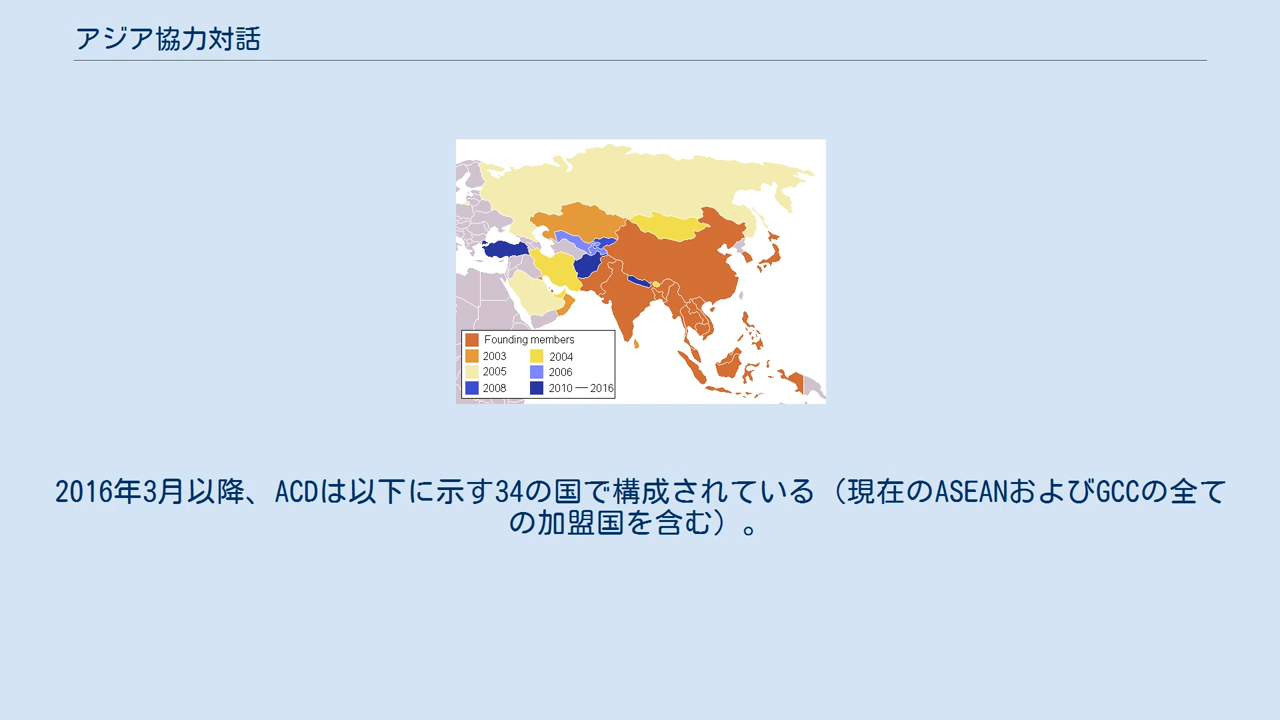 アジア協力対話
Founding members
2003 2004
2005 2006
2008 2010 — 2016
2016年3月以降、ACDは以下に示す34の国で構成されている（現在のASEANおよびGCCの全て
の加盟国を含む）。